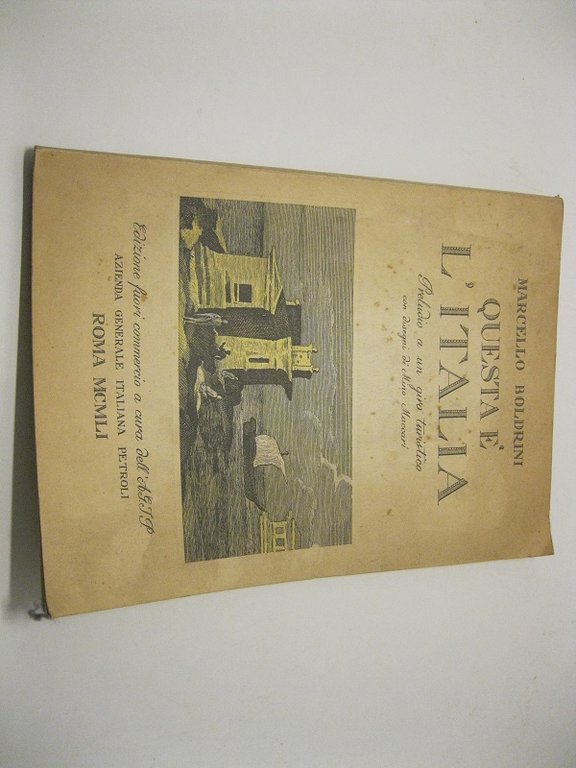 MARCELLO BOLDRINI
QUESTA È
L'ITALIA
Preludio a un giro turistico
con disegni di Mino Maccari
Edizione fuori commercio a cura dell'A.G.I.P.
AZIENDA GENERALE ITALIANA PETROLI
ROMA MCMLI